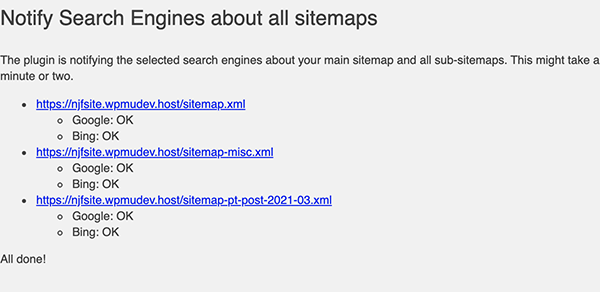 Notify Search Engines about all sitemaps
The plugin is notifying the selected search engines about your main sitemap and all sub-sitemaps. This might take a
minute or two.
https://njfsite.wpmudev.host/sitemap.xml
Google: OK
Bing: OK
https://njfsite.wpmudev.host/sitemap-misc.xml
Google: OK
Bing: OK
https://njfsite.wpmudev.host/sitemap-pt-post-2021-03.xml
Google: OK
Bing: OK
All done!